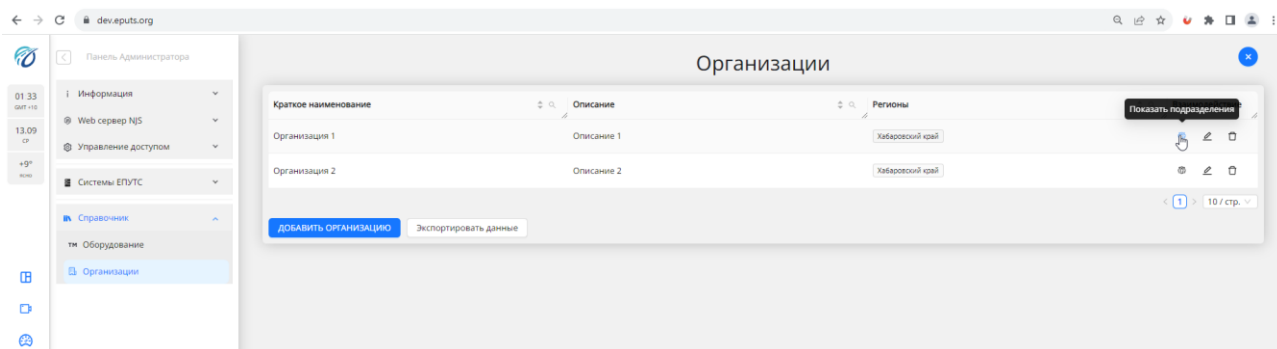 dev.eputs.org
Панель Администратора
01:33
GMT +10
13.09
СР
+9°
ясно
Информация
Web сервер NJS
Управление доступом
Системы ЕПУТС
Справочник
ТМ Оборудование
Организации
Организации
Краткое наименование Описание Регионы
Показать подразделения
Организация 1 Описание 1 Хабаровский край
Организация 2 Описание 2 Хабаровский край
1 10 / стр.
ДОБАВИТЬ ОРГАНИЗАЦИЮ Экспортировать данные